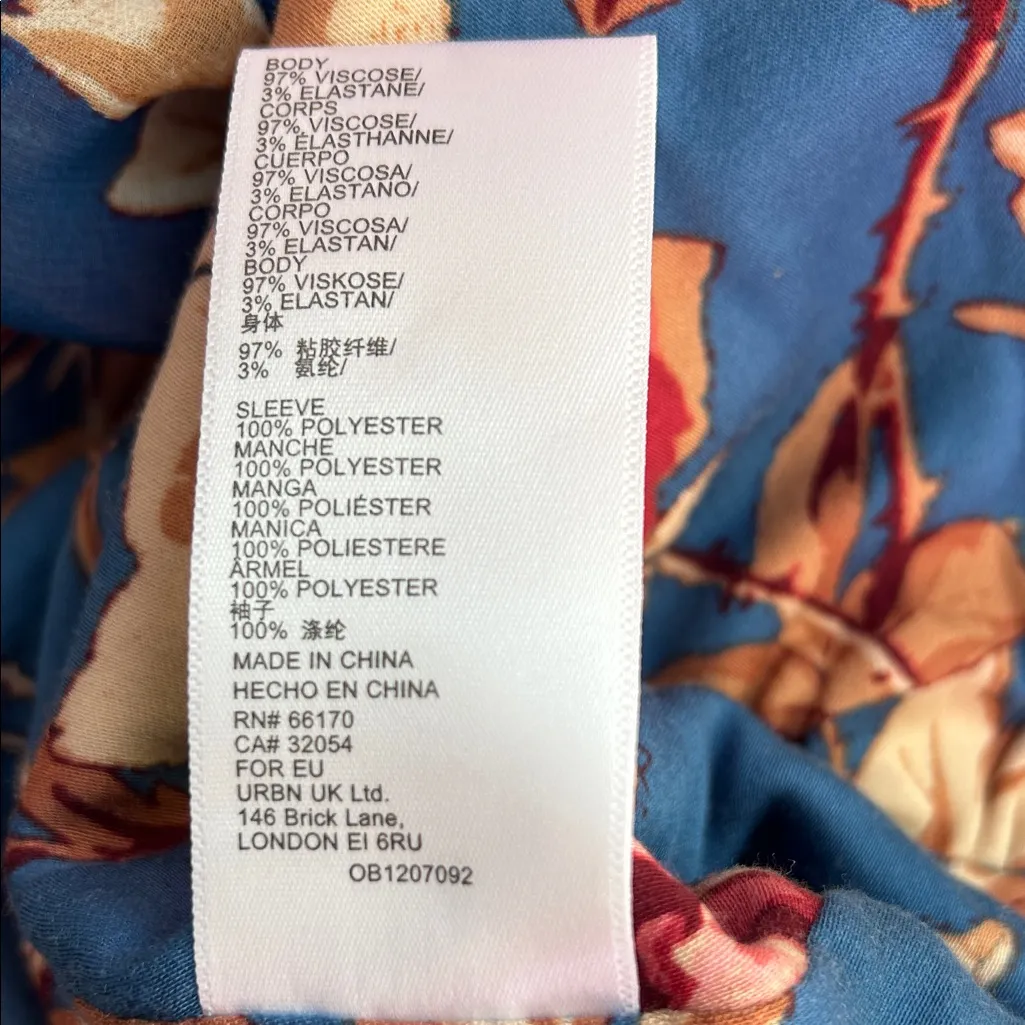 BODY
97% VISCOSE/
3% ELASTANE/
CORPS
97% VISCOSE/
3% ÉLASTHANNE/
CUERPO
97% VISCOSA/
3% ELASTANO/
CORPO
97% VISCOSA/
3% ELASTAN/
BODY
97% VISKOSE/
3% ELASTAN/
身体
97% 粘胶纤维/
3% 氨纶/
SLEEVE
100% POLYESTER
MANCHE
100% POLYESTER
MANGA
100% POLIÉSTER
MANICA
100% POLIESTERE
ÄRMEL
100% POLYESTER
袖子
100% 涤纶
MADE IN CHINA
HECHO EN CHINA
RN# 66170
CA# 32054
FOR EU
URBN UK Ltd.
146 Brick Lane,
LONDON EI 6RU
OB1207092